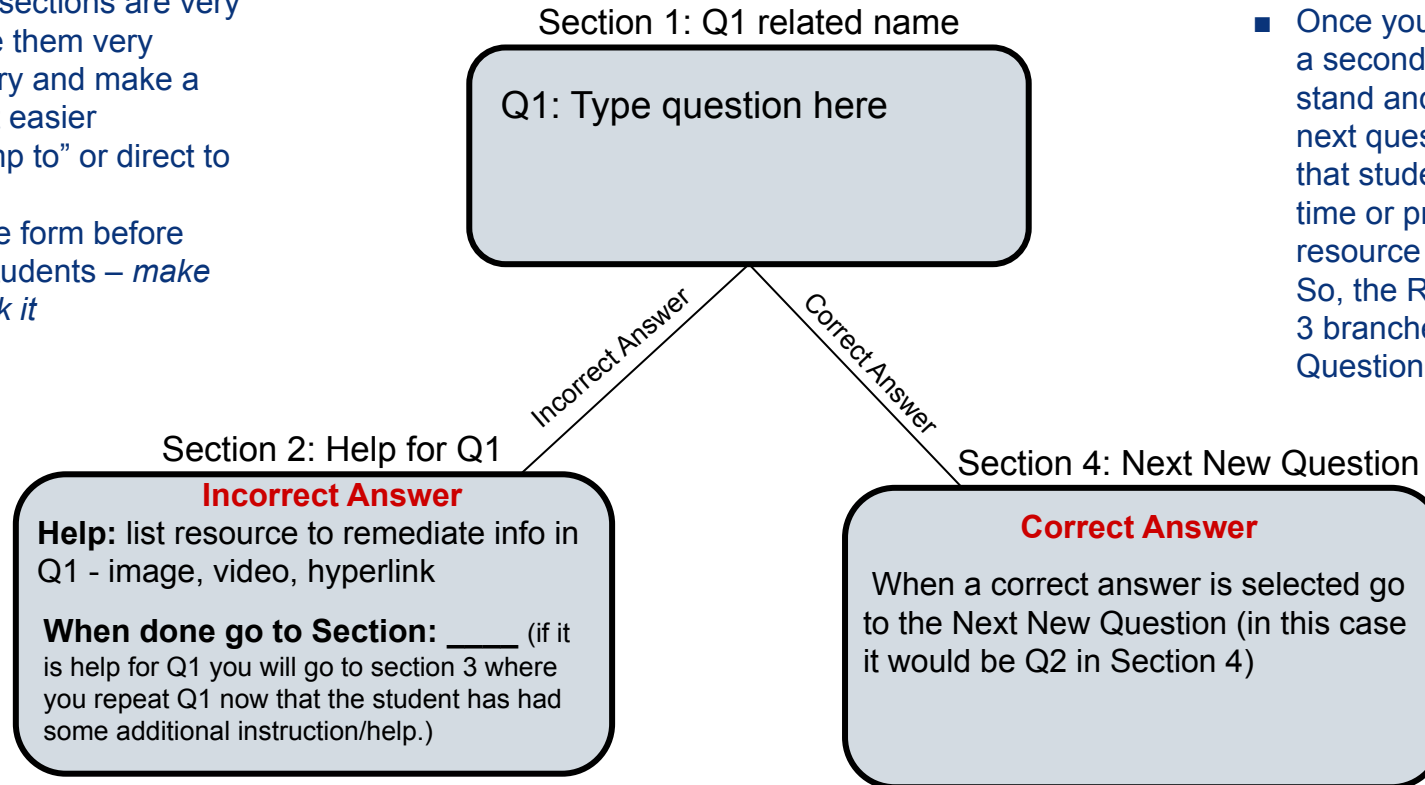 sections are very
e them very
ry and make a
easier
np to” or direct to
e form before
udents – make
k it
Section 1: Q1 related name
Q1: Type question here
■ Once you
a second
stand and
next ques
that stude
time or pr
resource
So, the R
3 branche
Question
Incorrect Answer
Correct Answer
Section 2: Help for Q1
Incorrect Answer
Help: list resource to remediate info in
Q1 - image, video, hyperlink
When done go to Section: ____ (if it
is help for Q1 you will go to section 3 where
you repeat Q1 now that the student has had
some additional instruction/help.)
Section 4: Next New Question
Correct Answer
When a correct answer is selected go
to the Next New Question (in this case
it would be Q2 in Section 4)